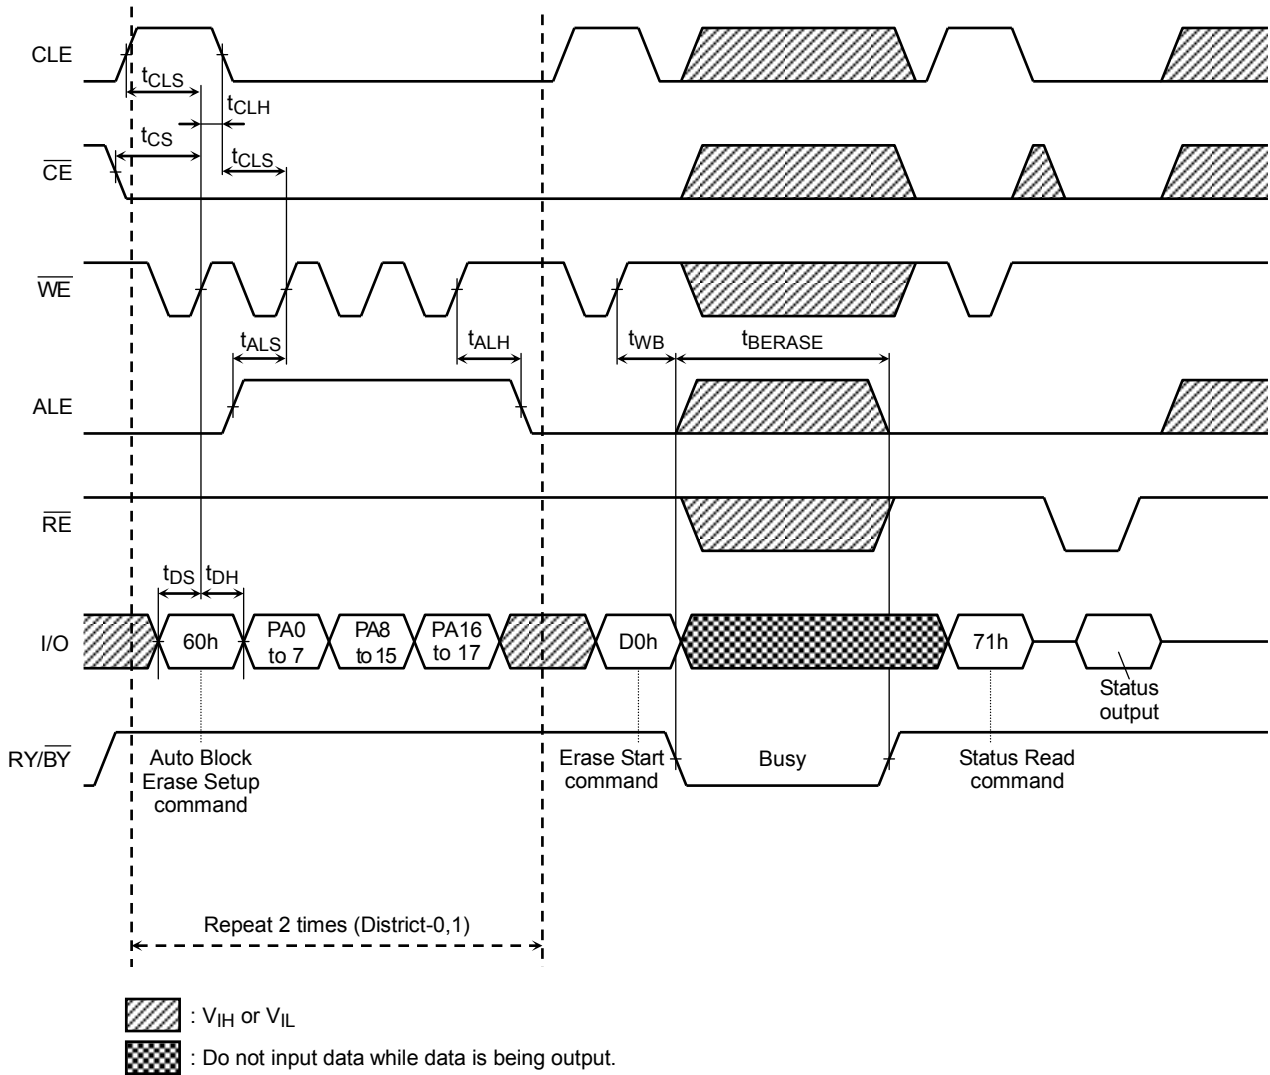 CLE
tCLS
tCLH
tCS
tCLS
CE
WE
tALS
tALH
tWB
tBERASE
ALE
RE
tDS
tDH
I/O
60h
PA0
to 7
PA8
to 15
PA16
to 17
D0h
71h
Status
output
RY/BY
Auto Block
Erase Setup
command
Erase Start
command
Busy
Status Read
command
Repeat 2 times (District-0,1)
: VIH or VIL
: Do not input data while data is being output.